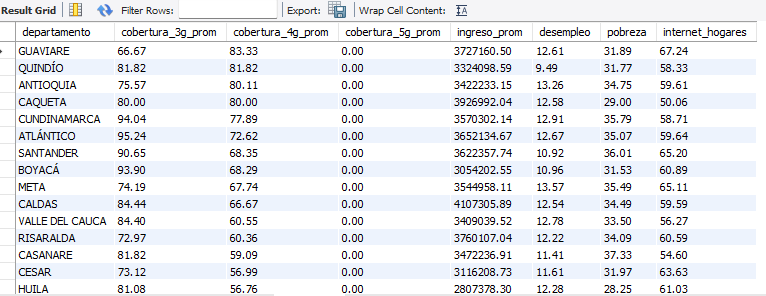 Result Grid Filter Rows: Export: Wrap Cell Content:
departamento cobertura_3g_prom cobertura_4g_prom cobertura_5g_prom ingreso_prom desempleo pobreza internet_hogares
GUAVIARE 66.67 83.33 0.00 3727160.50 12.61 31.89 67.24
QUINDÍO 81.82 81.82 0.00 3324098.59 9.49 31.77 58.33
ANTIOQUIA 75.57 80.11 0.00 3422233.15 13.26 34.75 59.61
CAQUETA 80.00 80.00 0.00 3926992.04 12.58 29.00 50.06
CUNDINAMARCA 94.04 77.89 0.00 3570302.14 12.91 35.79 58.71
ATLÁNTICO 95.24 72.62 0.00 3652134.67 12.67 35.07 59.64
SANTANDER 90.65 68.35 0.00 3622357.74 10.92 36.01 65.20
BOYACÁ 93.90 68.29 0.00 3054202.55 10.96 31.53 60.89
META 74.19 67.74 0.00 3544958.11 13.57 35.49 65.11
CALDAS 84.44 66.67 0.00 4107305.89 12.54 34.49 59.59
VALLE DEL CAUCA 84.40 60.55 0.00 3409039.52 12.78 33.50 56.27
RISARALDA 72.97 60.36 0.00 3760107.04 12.22 34.09 60.59
CASANARE 81.82 59.09 0.00 3472236.91 11.41 37.33 54.60
CESAR 73.12 56.99 0.00 3116208.73 11.61 31.97 63.63
HUILA 81.08 56.76 0.00 2807378.30 12.28 28.25 61.03